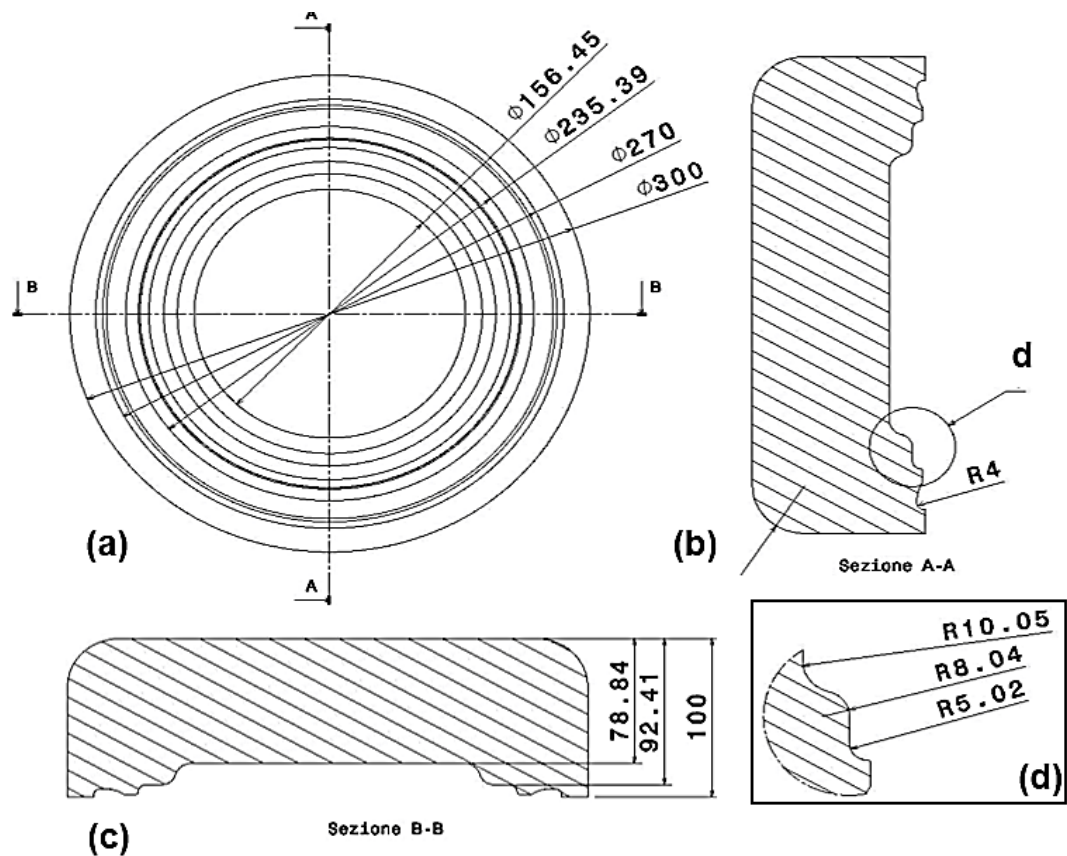 A
Φ156.45
Φ235.39
Φ270
Φ300
B
B
A
(a)
d
R4
(b)
Sezione A-A
78.84
92.41
100
(c)
Sezione B-B
R10.05
R8.04
R5.02
(d)